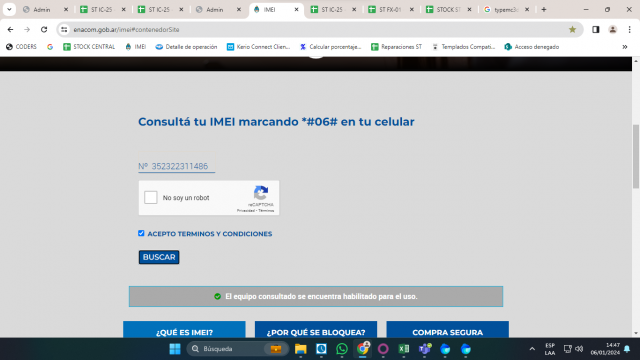 Admin
ST IC-25
ST IC-25
Admin
IMEI
ST IC-25
ST FX-01
STOCK ST
enacom.gob.ar/imei#contenedorSite
CODERS
STOCK CENTRAL
IMEI
Detalle de operación
Kerio Connect Clien...
Calcular porcentaje...
Reparaciones ST
Templados Compati...
Acceso denegado
Consultá tu IMEI marcando *#06# en tu celular
Nº 352322311486
No soy un robot
reCAPTCHA
Privacidad - Términos
ACEPTO TERMINOS Y CONDICIONES
BUSCAR
El equipo consultado se encuentra habilitado para el uso.
¿QUÉ ES IMEI?
¿POR QUÉ SE BLOQUEA?
COMPRA SEGURA
Búsqueda
ESP
LAA
14:47
06/01/2024